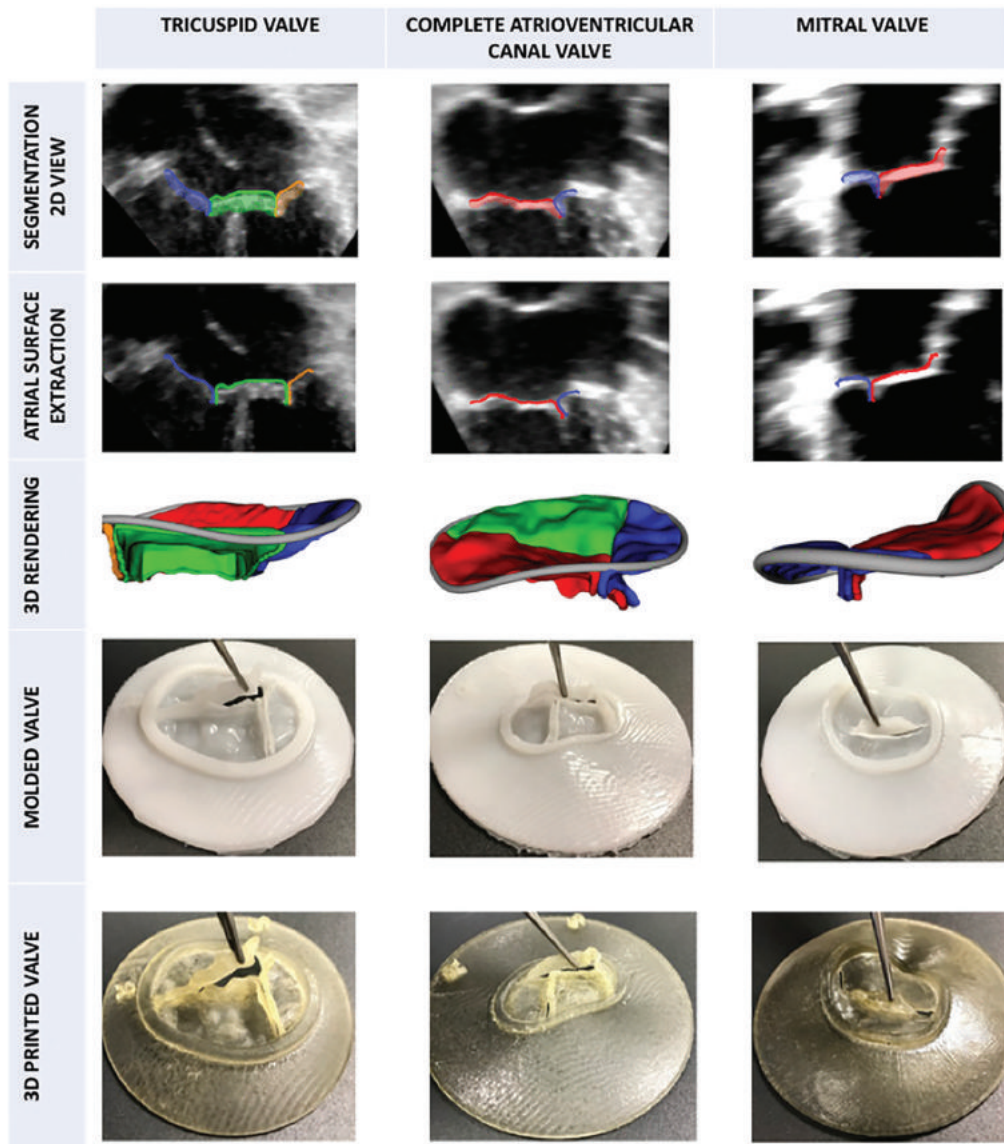 TRICUSPID VALVE
COMPLETE ATRIOVENTRICULAR
CANAL VALVE
MITRAL VALVE
SEGMENTATION
2D VIEW
ATRIAL SURFACE
EXTRACTION
3D RENDERING
MOLDED VALVE
3D PRINTED VALVE